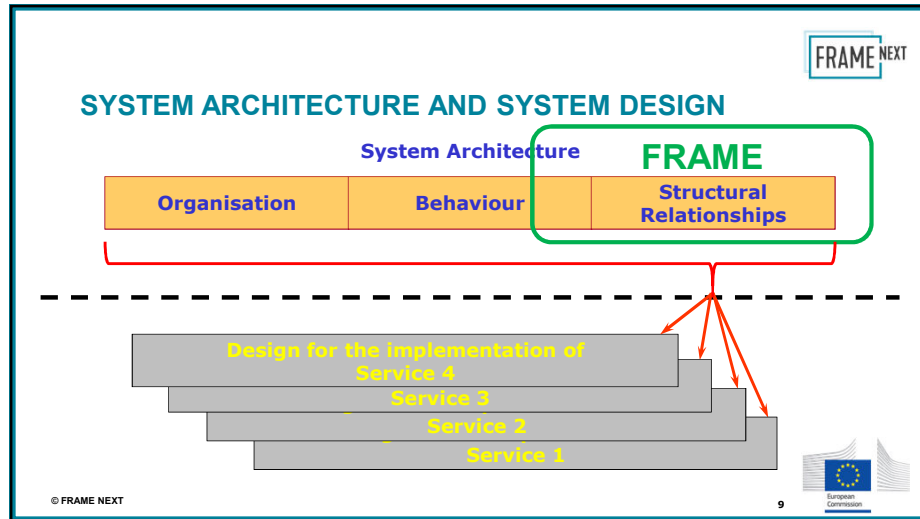 FRAME NEXT
SYSTEM ARCHITECTURE AND SYSTEM DESIGN
System Architecture
FRAME
Organisation
Behaviour
Structural
Relationships
Design for the implementation of
Service 4
Service 3
Service 2
Service 1
© FRAME NEXT
9
European
Commission